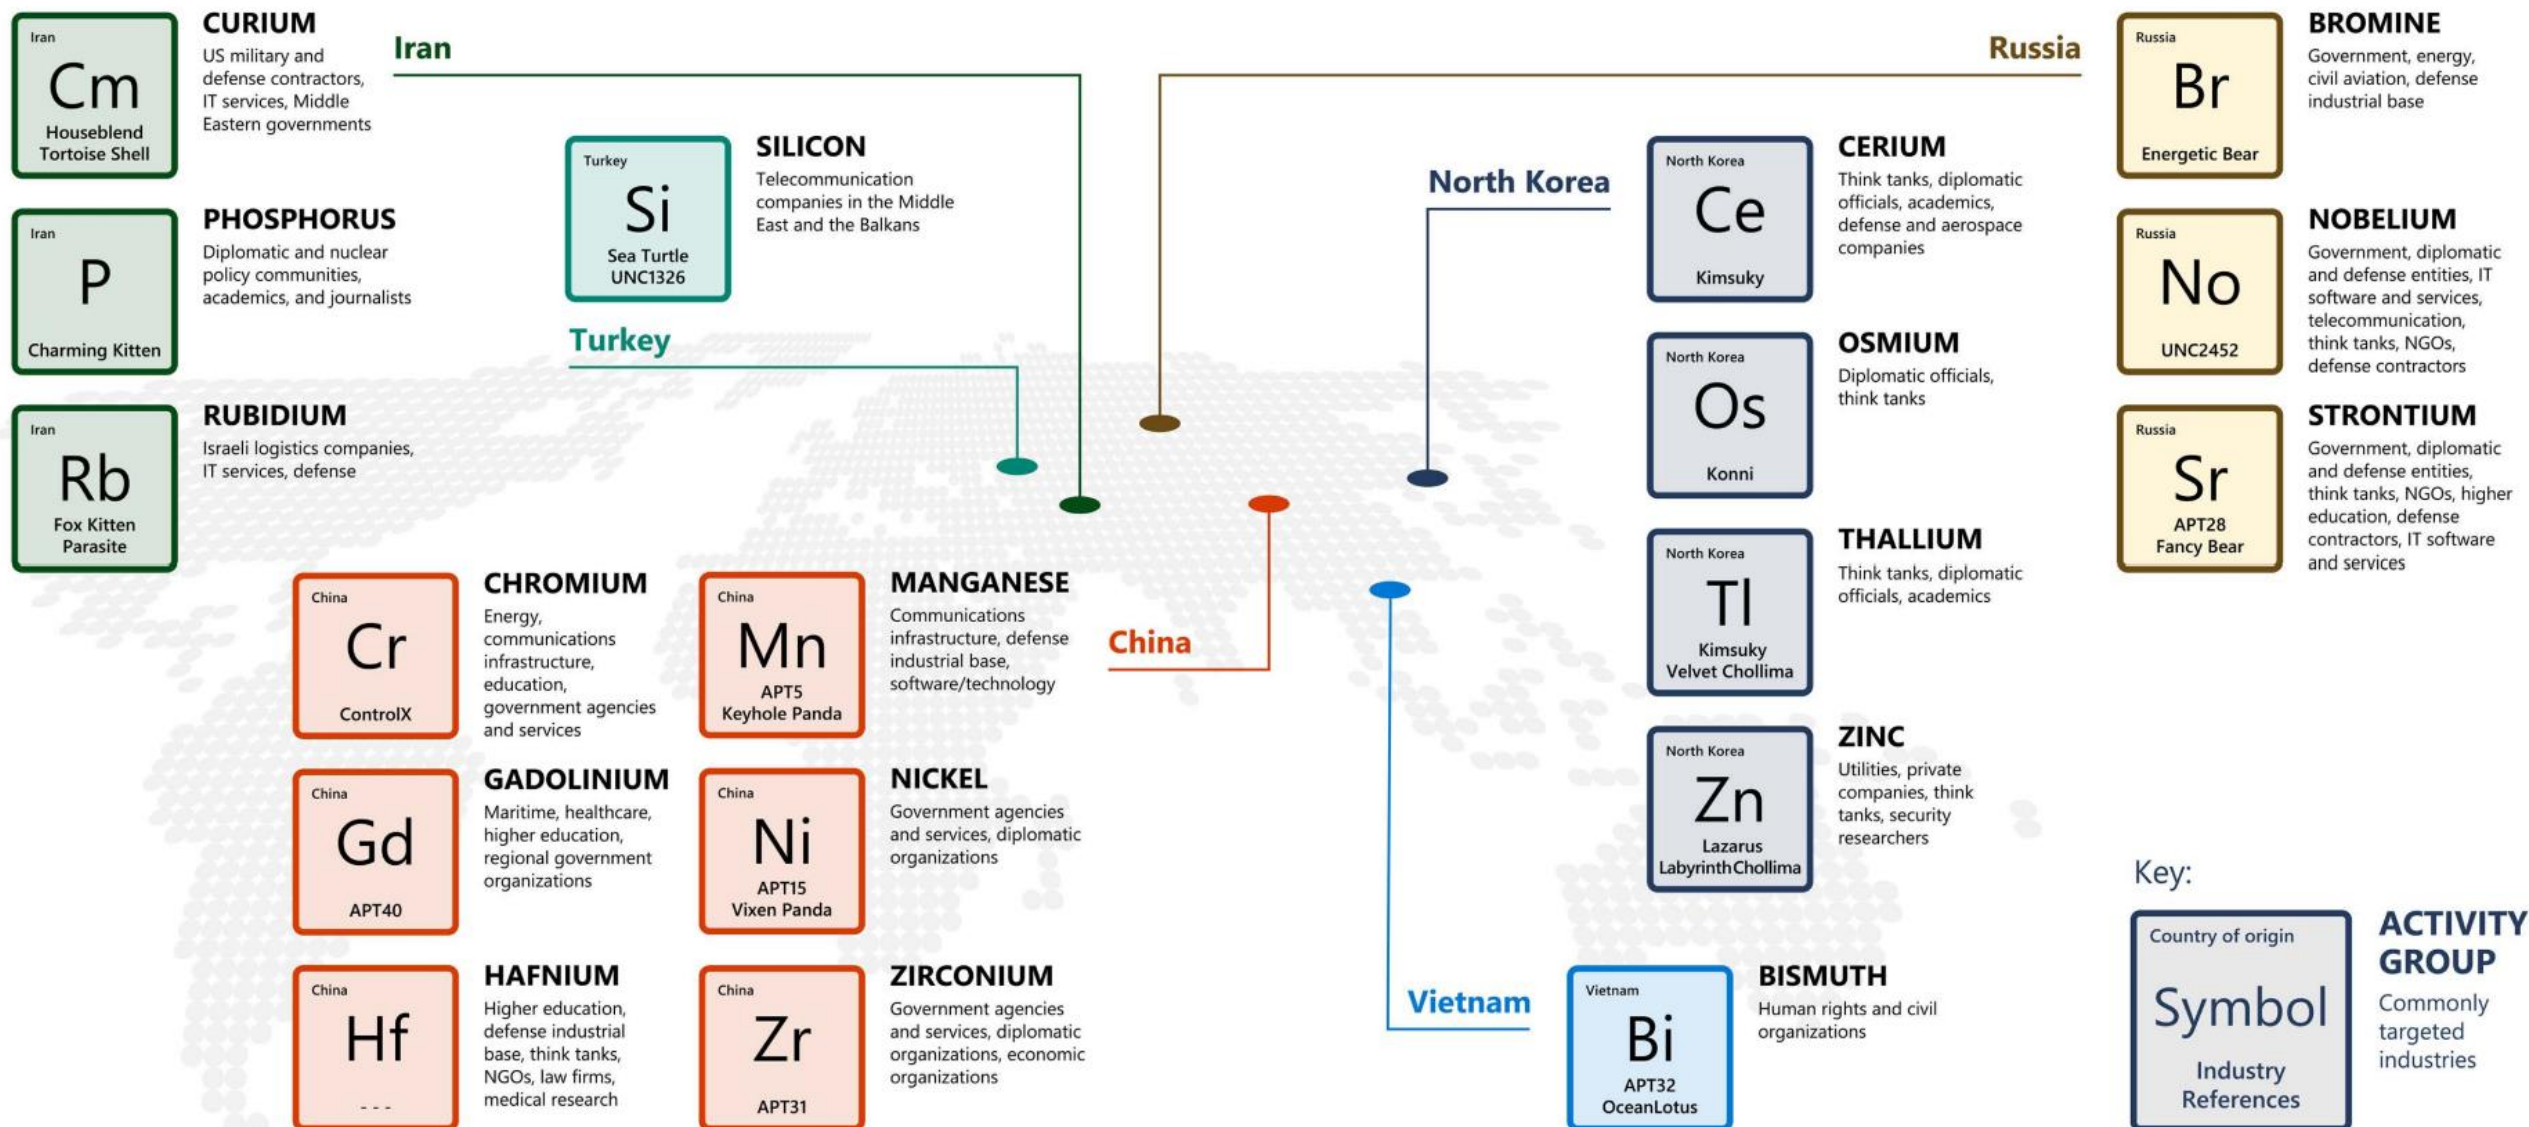 Iran
Cm
Houseblend
Tortoise Shell
CURIUM
US military and
defense contractors,
IT services, Middle
Eastern governments
Iran
P
Charming Kitten
PHOSPHORUS
Diplomatic and nuclear
policy communities,
academics, and journalists
Iran
Rb
Fox Kitten
Parasite
RUBIDIUM
Israeli logistics companies,
IT services, defense
Iran
Turkey
Si
Sea Turtle
UNC1326
SILICON
Telecommunication
companies in the Middle
East and the Balkans
Turkey
China
Cr
ControlX
CHROMIUM
Energy,
communications
infrastructure,
education,
government agencies
and services
China
Gd
APT40
GADOLINIUM
Maritime, healthcare,
higher education,
regional government
organizations
China
Hf
- - -
HAFNIUM
Higher education,
defense industrial
base, think tanks,
NGOs, law firms,
medical research
China
Mn
APT5
Keyhole Panda
MANGANESE
Communications
infrastructure, defense
industrial base,
software/technology
China
Ni
APT15
Vixen Panda
NICKEL
Government agencies
and services, diplomatic
organizations
China
Zr
APT31
ZIRCONIUM
Government agencies
and services, diplomatic
organizations, economic
organizations
China
North Korea
North Korea
Ce
Kimsuky
CERIUM
Think tanks, diplomatic
officials, academics,
defense and aerospace
companies
North Korea
Os
Konni
OSMIUM
Diplomatic officials,
think tanks
North Korea
Tl
Kimsuky
Velvet Chollima
THALLIUM
Think tanks, diplomatic
officials, academics
North Korea
Zn
Lazarus
Labyrinth Chollima
ZINC
Utilities, private
companies, think
tanks, security
researchers
Vietnam
Vietnam
Bi
APT32
OceanLotus
BISMUTH
Human rights and civil
organizations
Russia
Russia
Br
Energetic Bear
BROMINE
Government, energy,
civil aviation, defense
industrial base
Russia
No
UNC2452
NOBELIUM
Government, diplomatic
and defense entities, IT
software and services,
telecommunication,
think tanks, NGOs,
defense contractors
Russia
Sr
APT28
Fancy Bear
STRONTIUM
Government, diplomatic
and defense entities,
think tanks, NGOs, higher
education, defense
contractors, IT software
and services
Key:
Country of origin
Symbol
Industry
References
ACTIVITY
GROUP
Commonly
targeted
industries